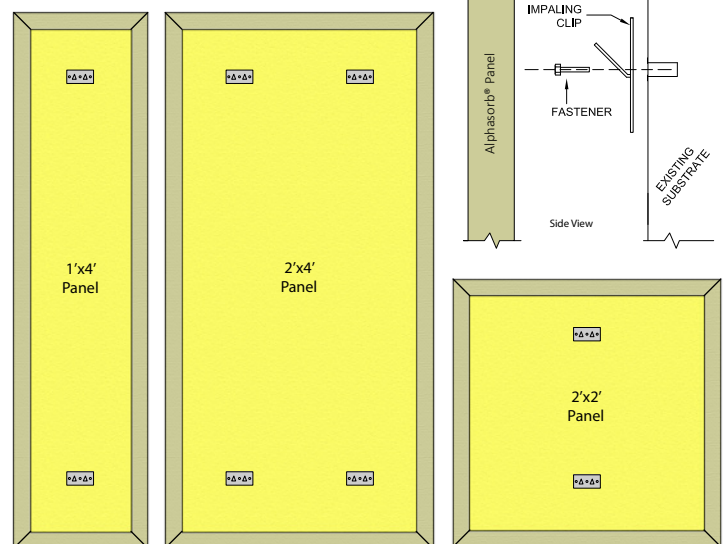 1'x4'
Panel
2'x4'
Panel
IMPALING
CLIP
Alphasorb® Panel
FASTENER
EXISTING
SUBSTRATE
Side View
2'x2'
Panel